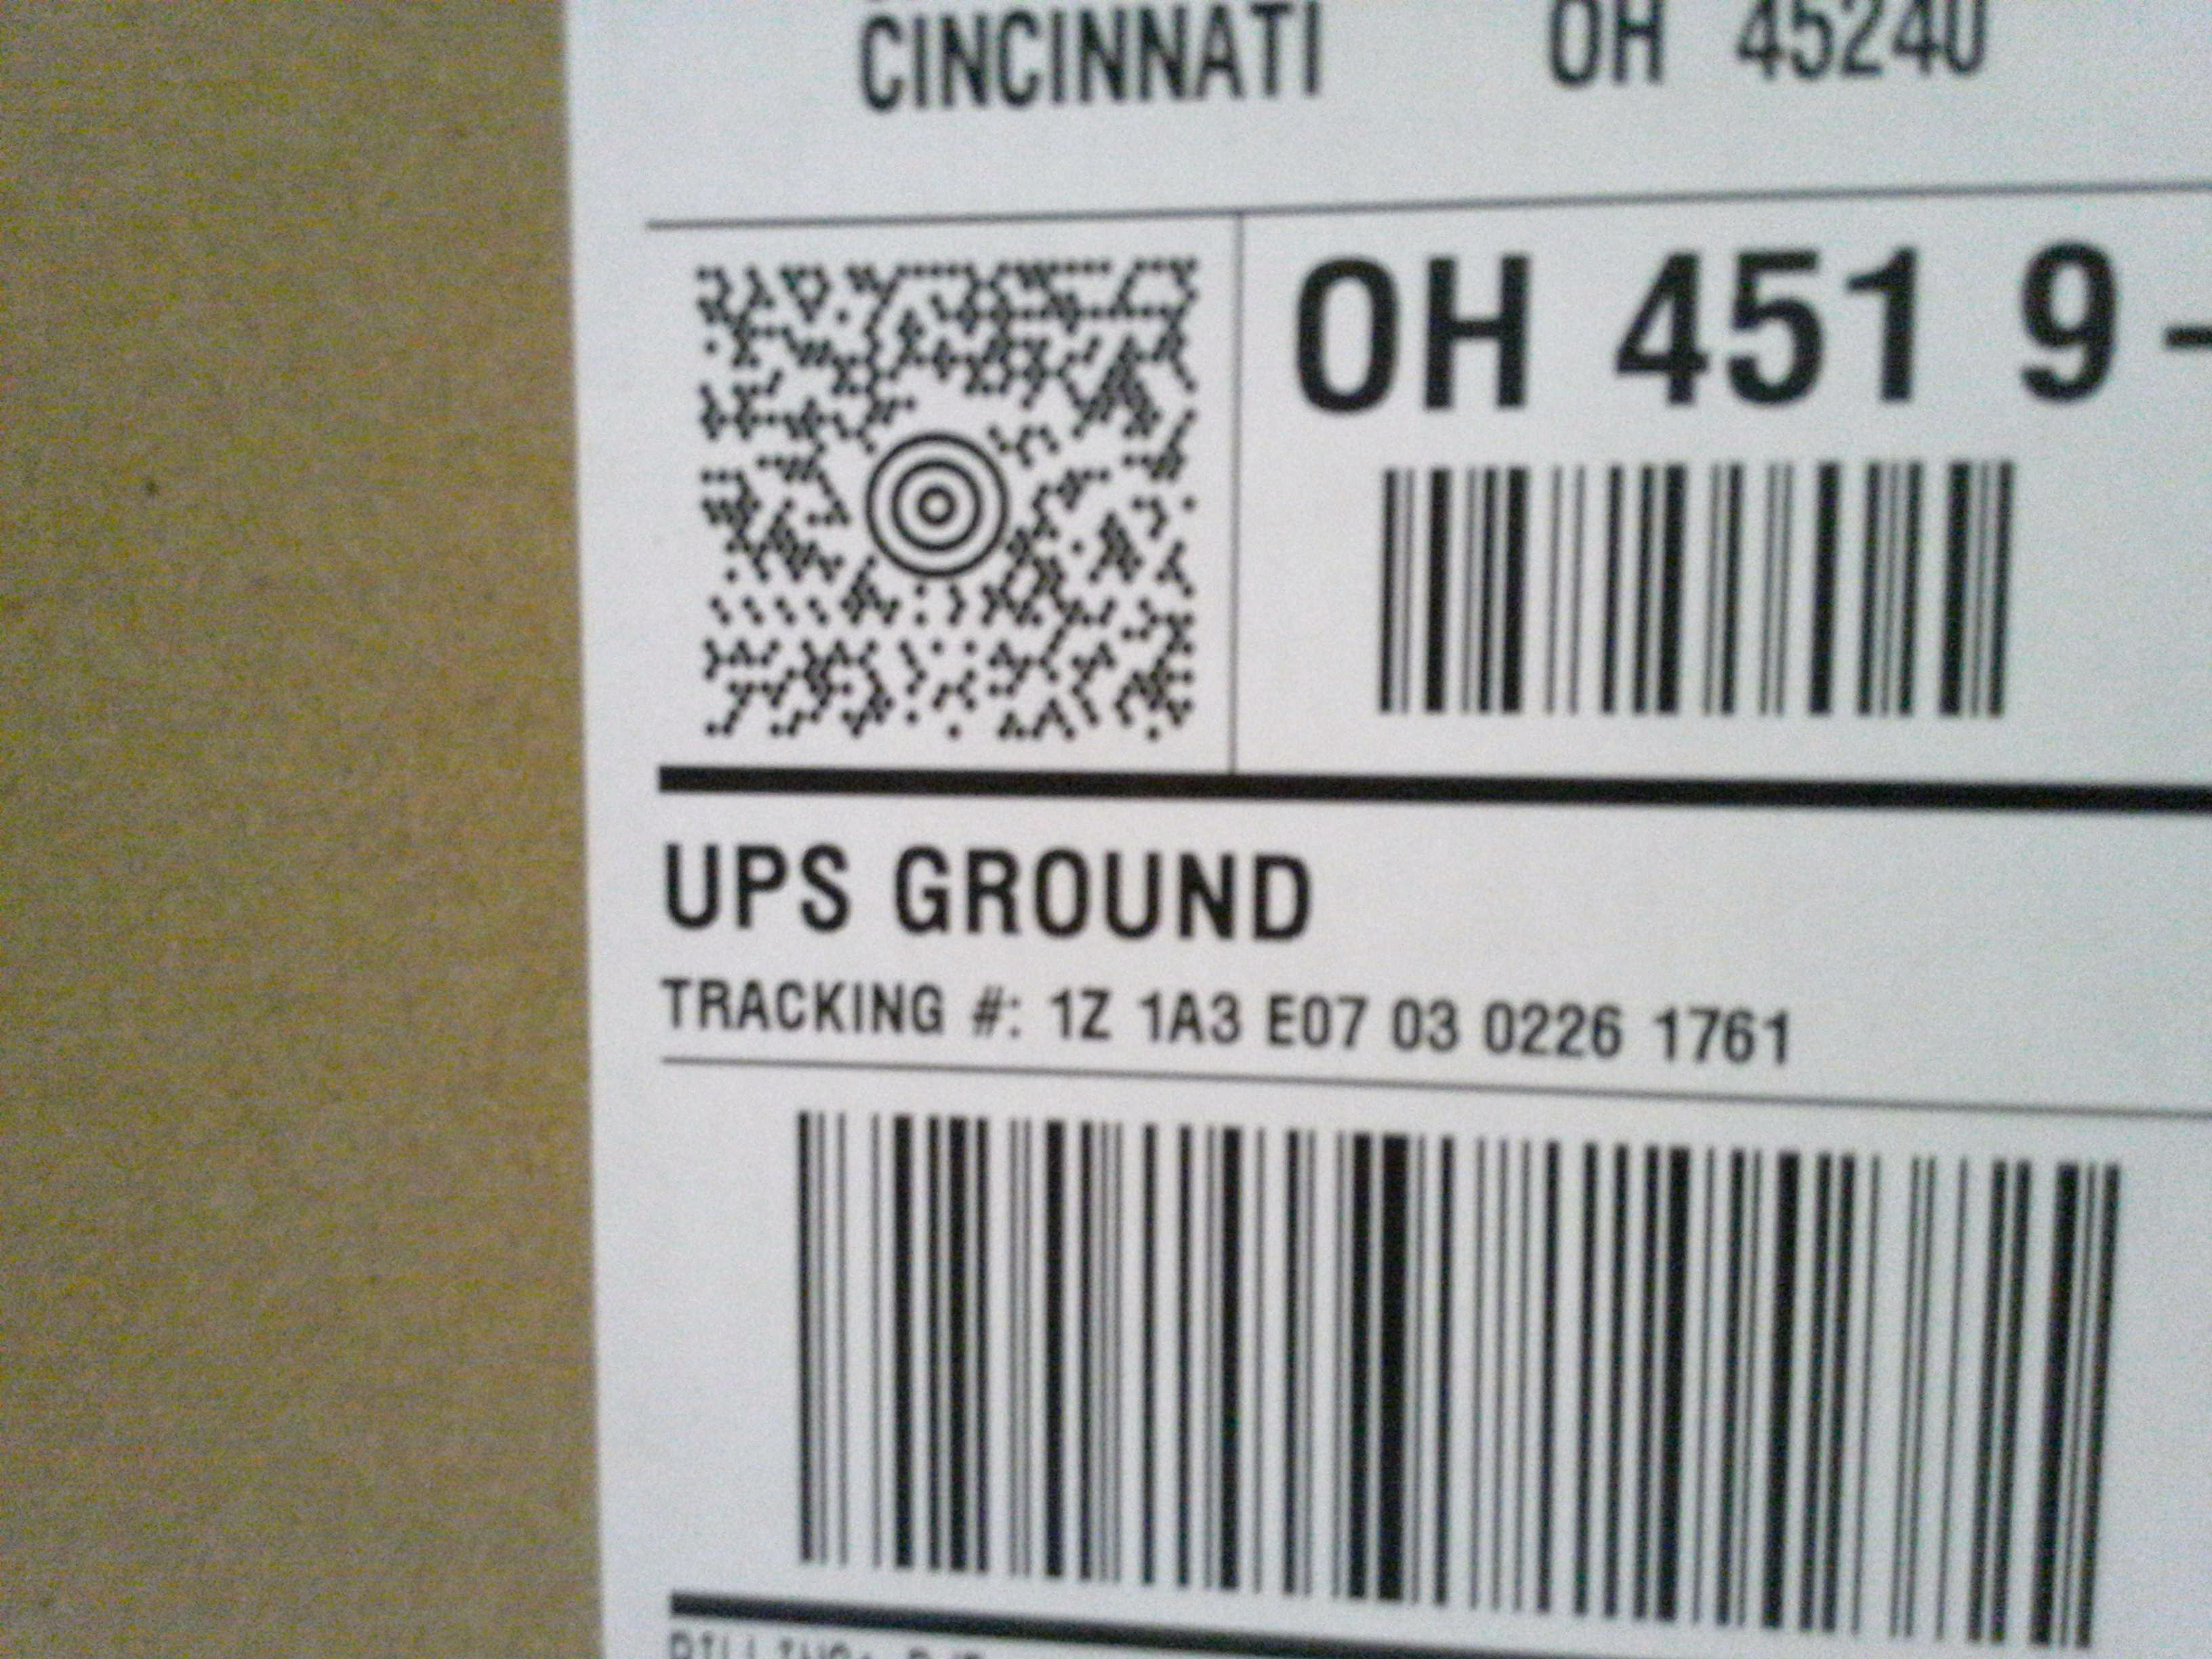 CINCINNATI OH 45240
OH 451 9-
UPS GROUND
TRACKING #: 1Z 1A3 E07 03 0226 1761